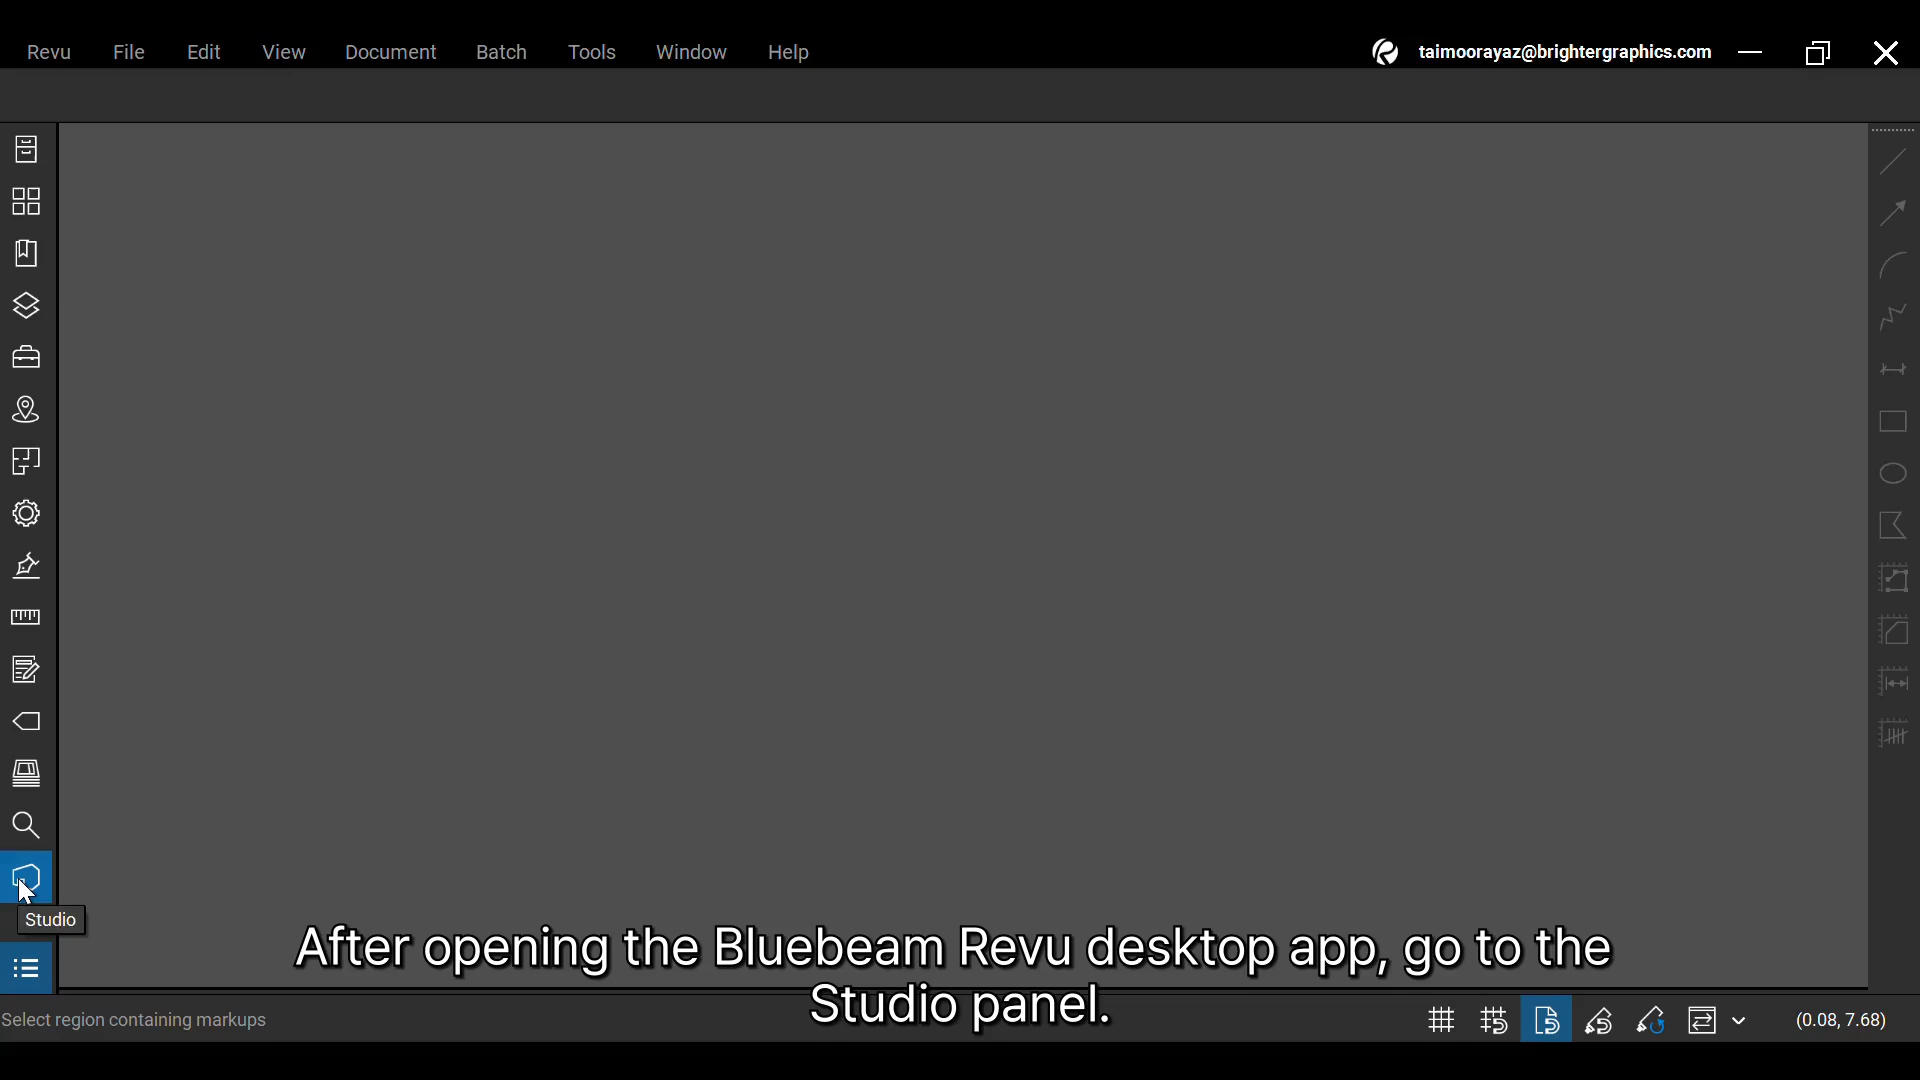 Revu File Edit View Document Batch Tools Window Help taimoorayaz@brightergraphics.com
Studio
After opening the Bluebeam Revu desktop app, go to the
Studio panel.
Select region containing markups (0.08, 7.68)